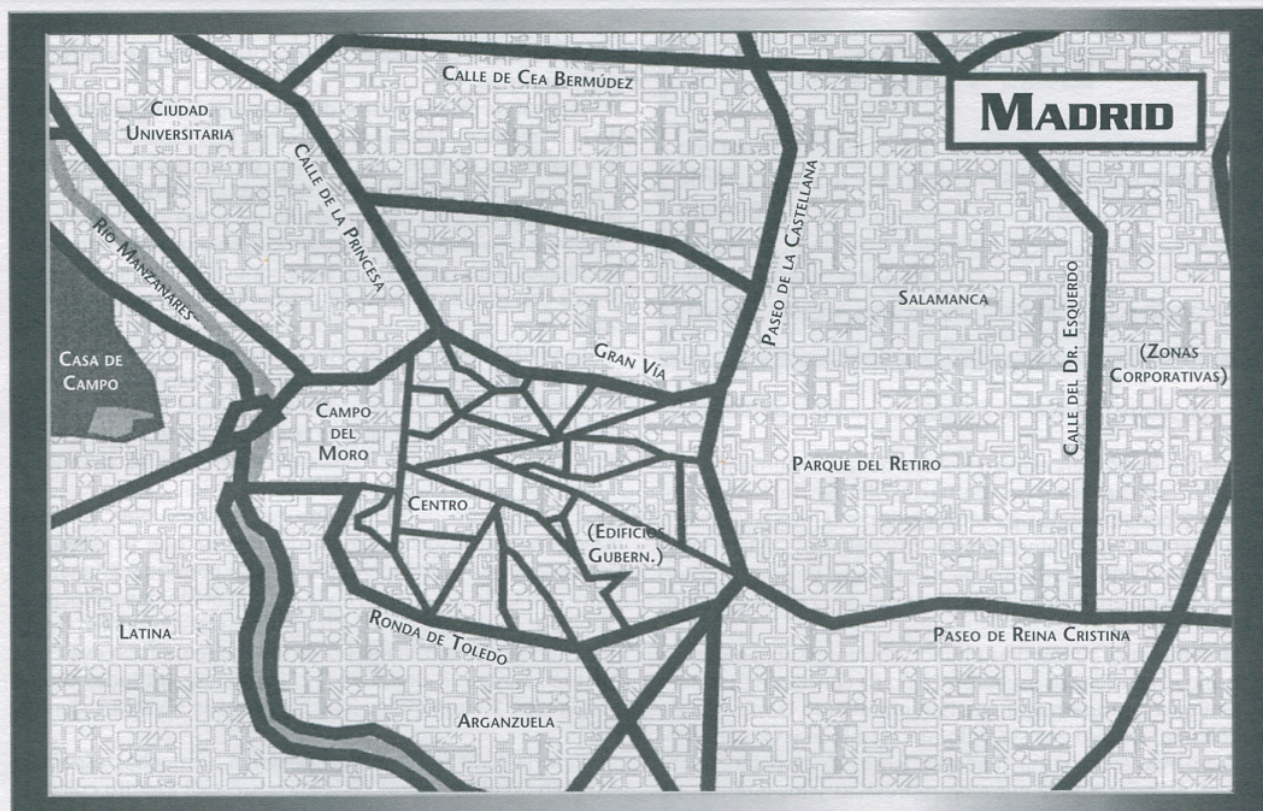 MADRID
CALLE DE CEA BERMÚDEZ
CIUDAD
UNIVERSITARIA
CALLE DE LA PRINCESA
PASEO DE LA CASTELLANA
RÍO MANZANARES
SALAMANCA
CALLE DEL DR. ESQUERDO
(ZONAS
CORPORATIVAS)
CASA DE
CAMPO
GRAN VÍA
CAMPO
DEL
MORO
PARQUE DEL RETIRO
CENTRO
(EDIFICIOS
GUBERN.)
LATINA
RONDA DE TOLEDO
PASEO DE REINA CRISTINA
ARGANZUELA